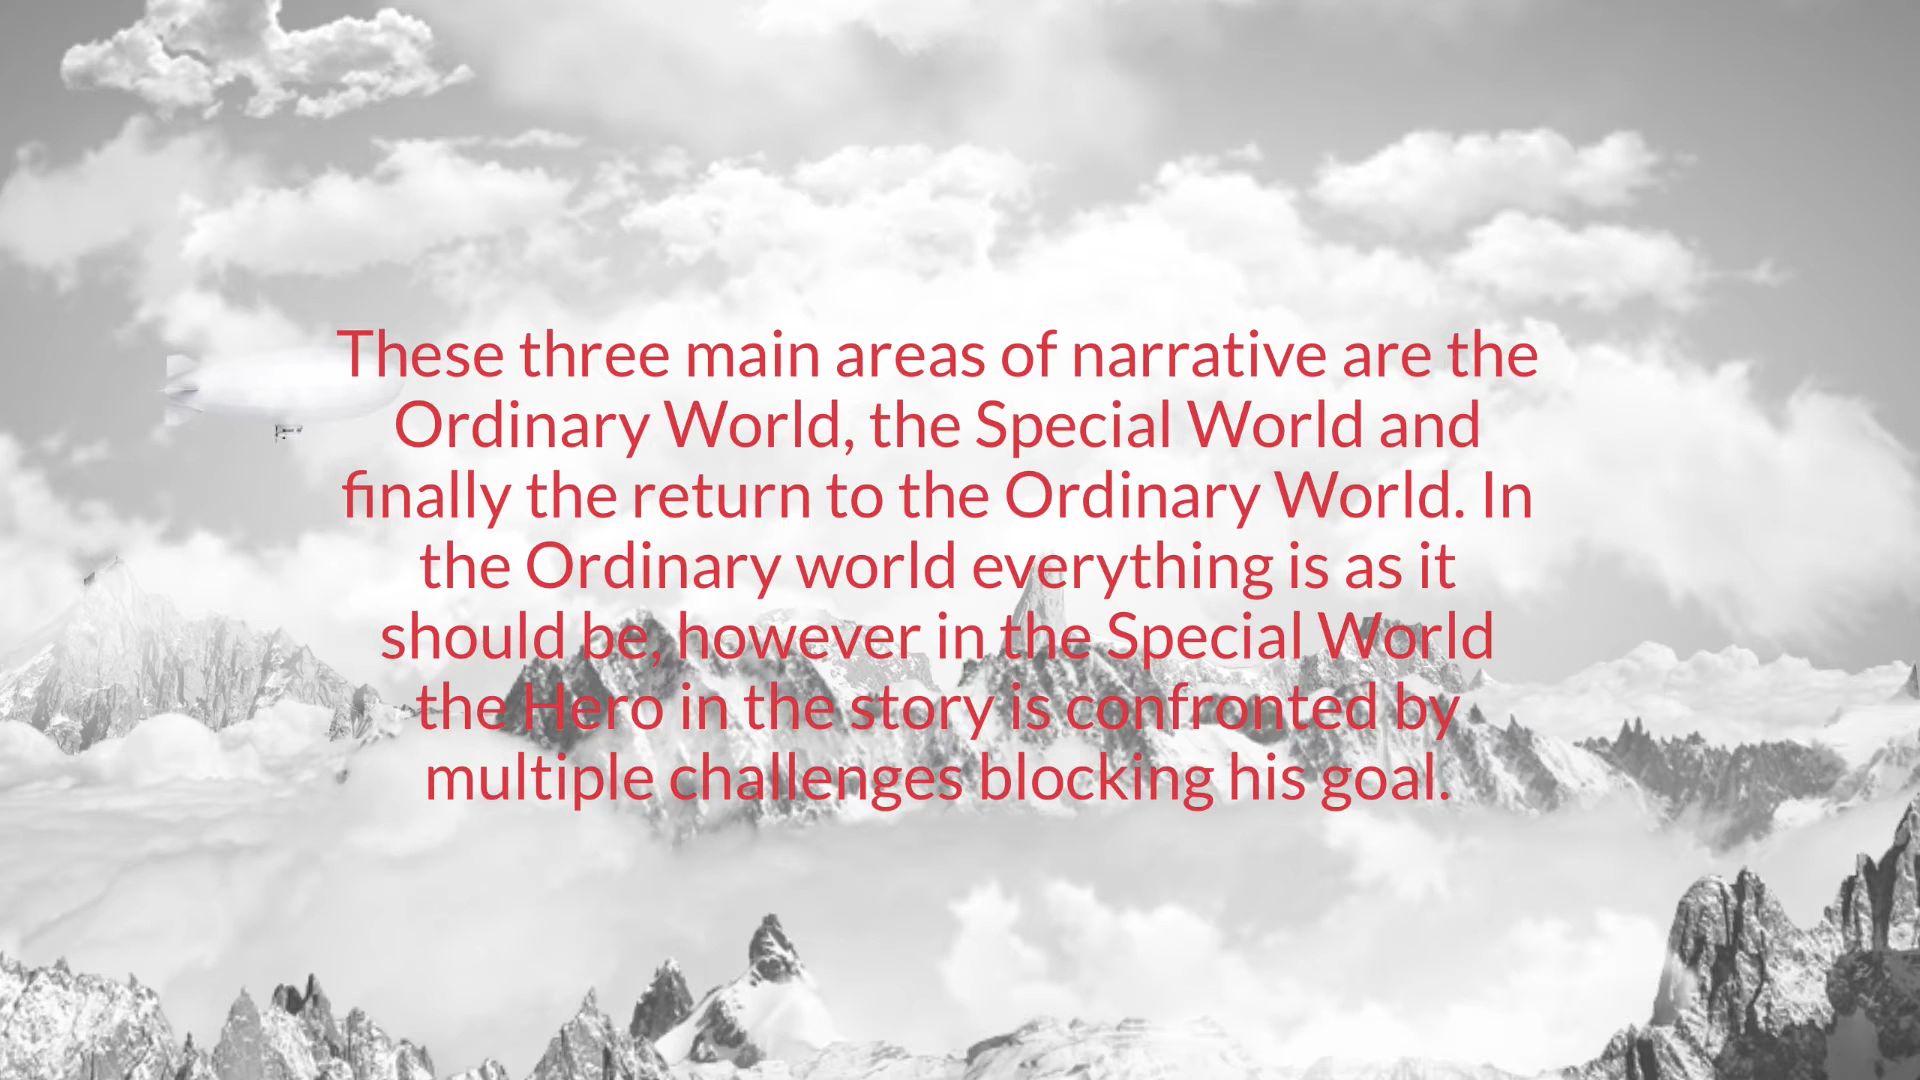 These three main areas of narrative are the
Ordinary World, the Special World and
finally the return to the Ordinary World. In
the Ordinary world everything is as it
should be, however in the Special World
the Hero in the story is confronted by
multiple challenges blocking his goal.